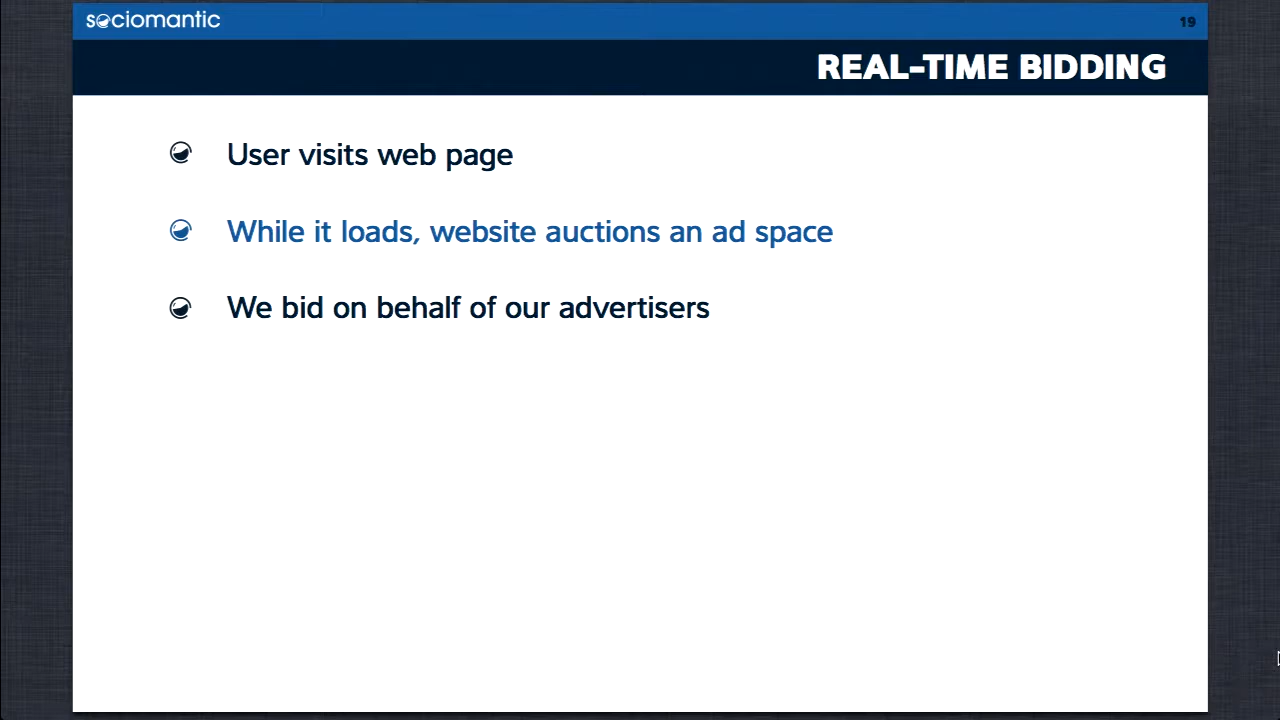 sociomantic
19
REAL-TIME BIDDING
User visits web page
While it loads, website auctions an ad space
We bid on behalf of our advertisers